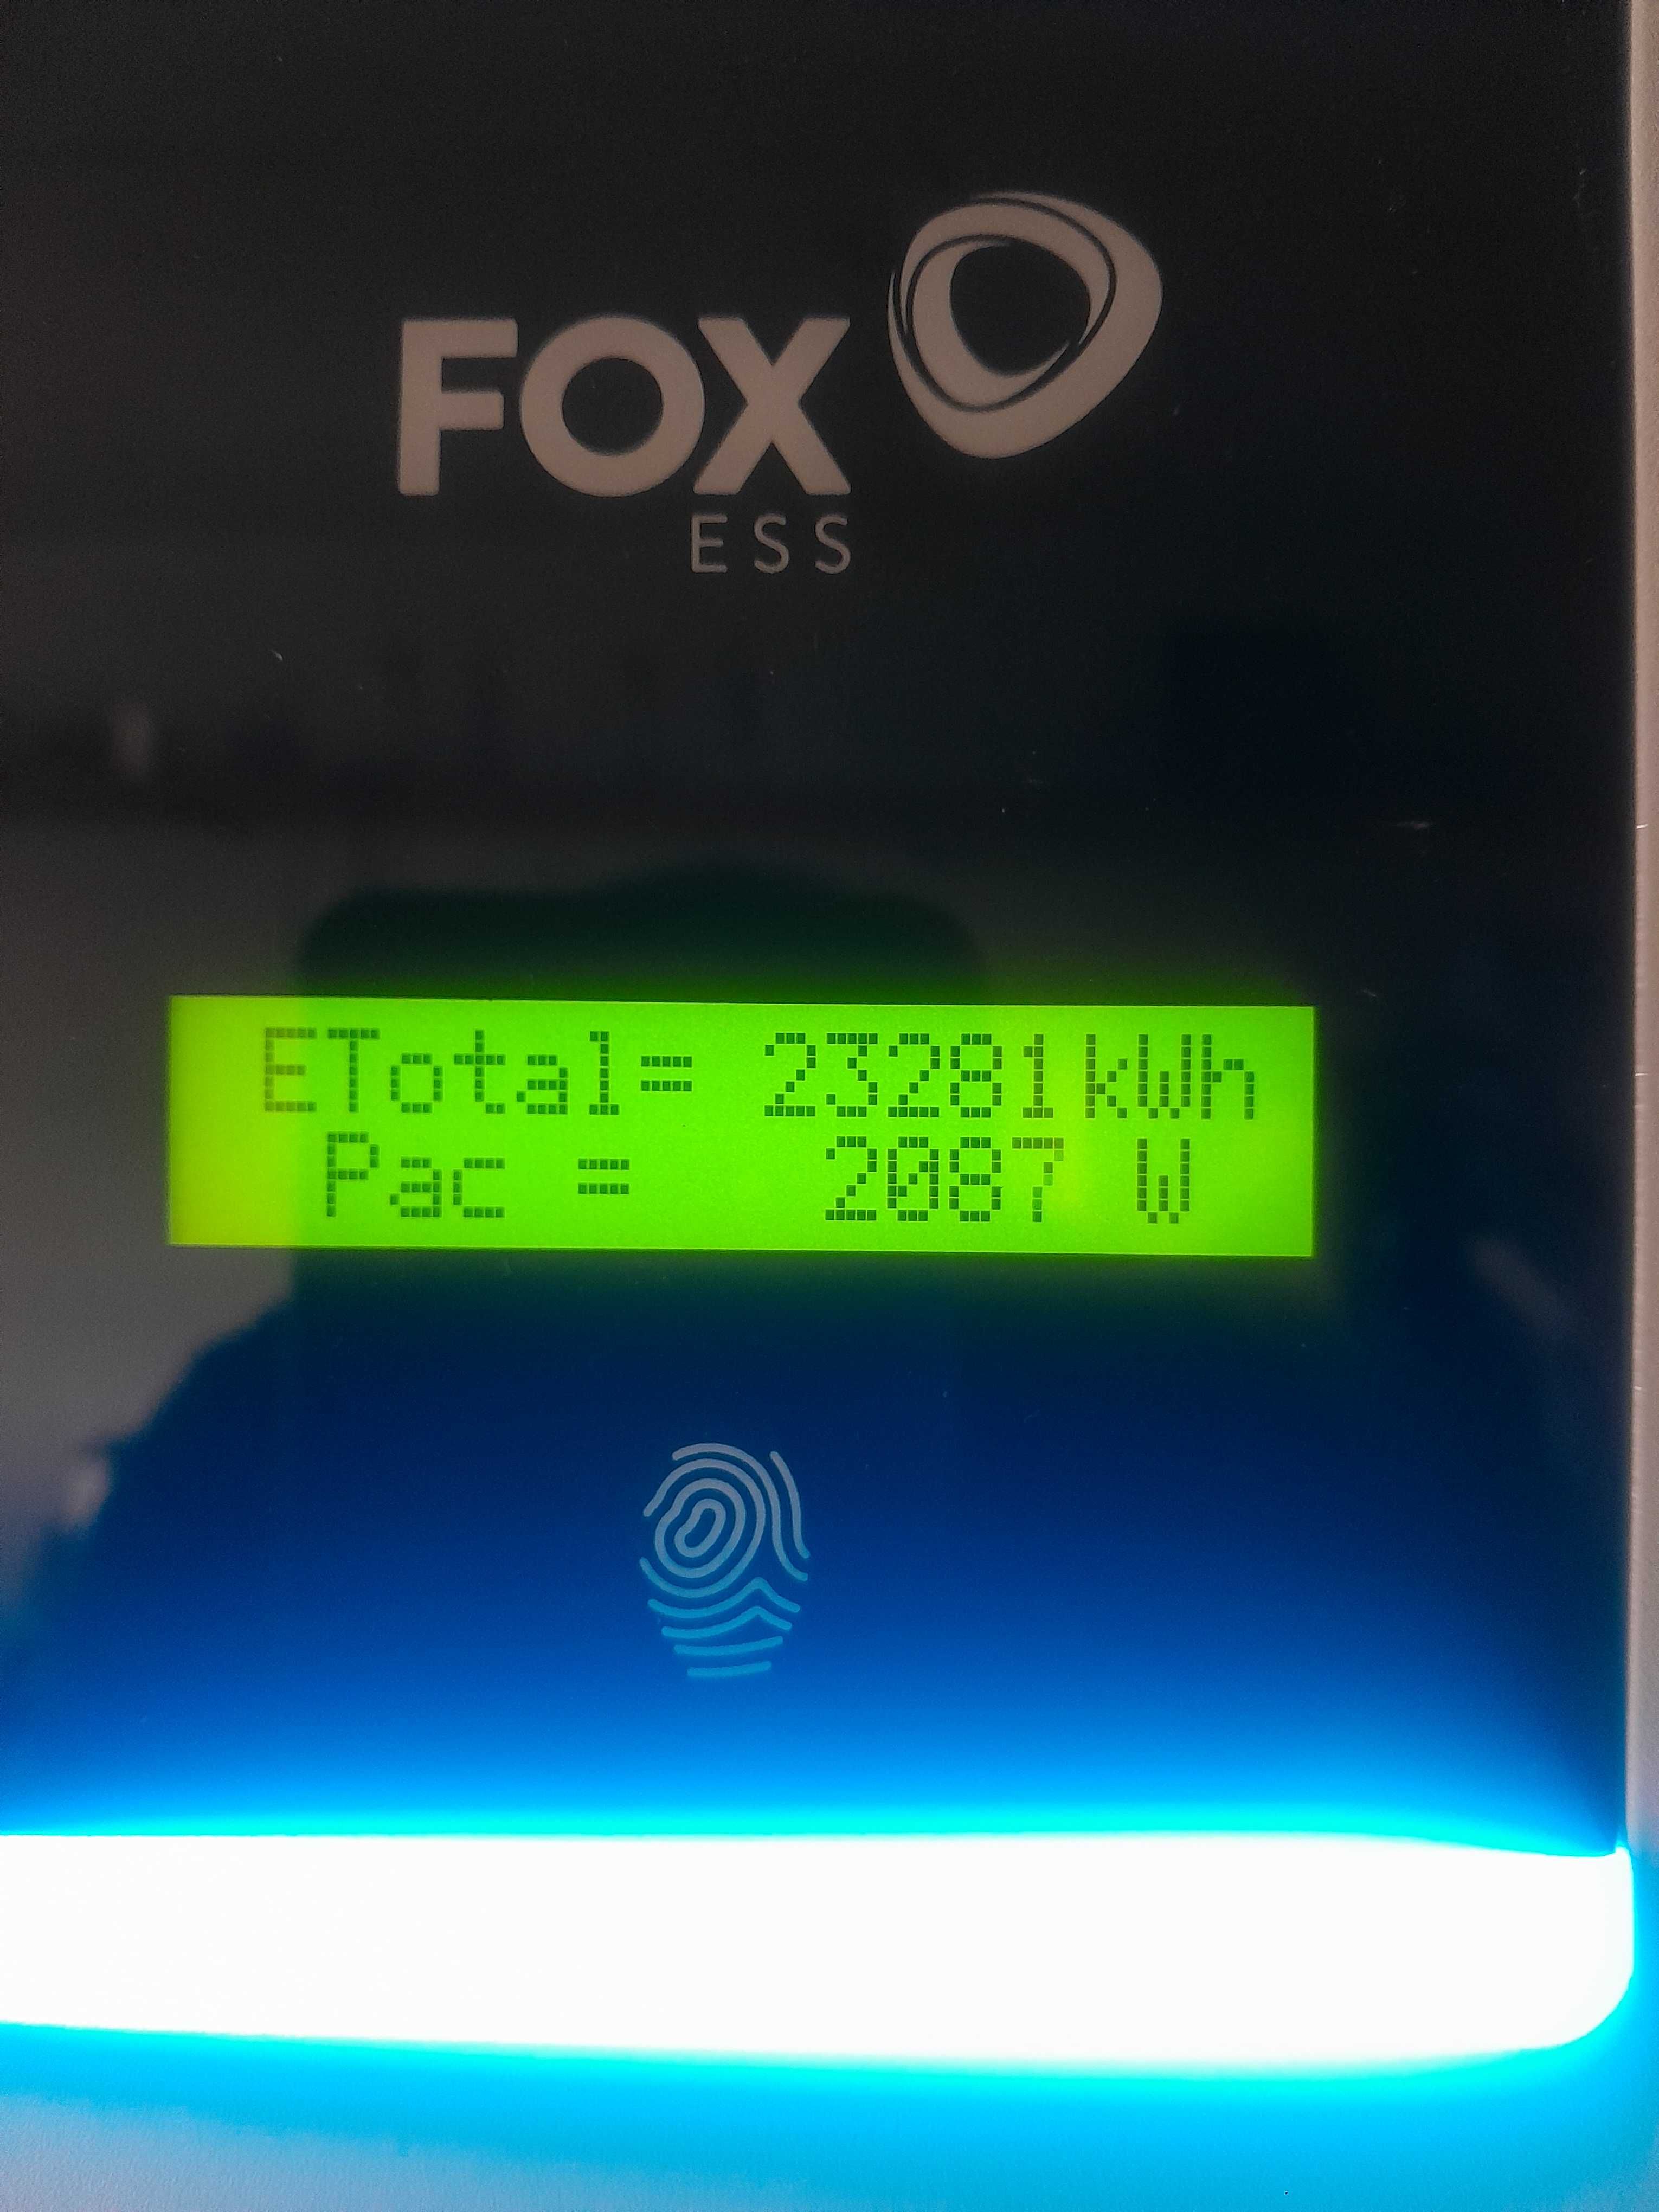 FOX
ESS
ETotal= 23281kWh
Pac = 2087 W